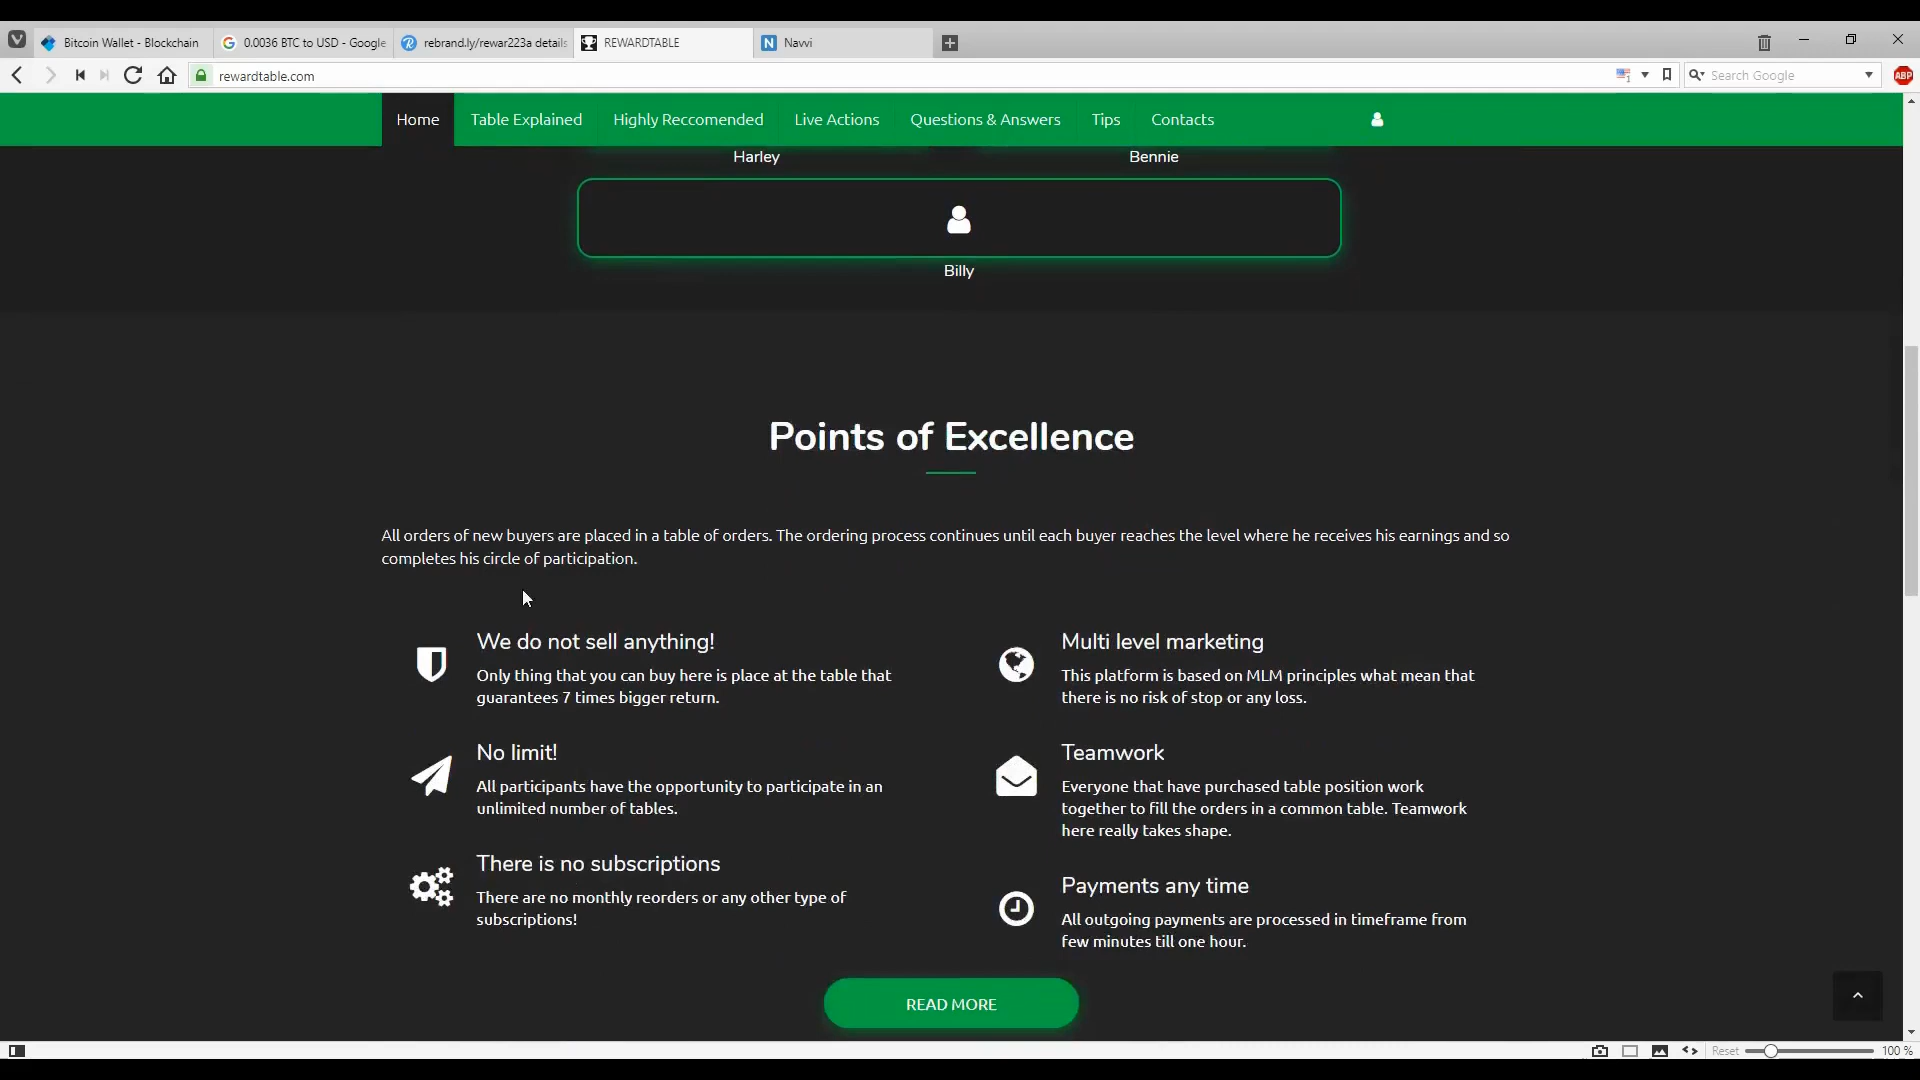 Bitcoin Wallet - Blockchain
0.0036 BTC to USD - Google
rebrand.ly/rewar223a details
REWARDTABLE
Navvi
rewardtable.com
Search Google
ABP
Home
Table Explained
Highly Reccomended
Live Actions
Questions & Answers
Tips
Contacts
Harley
Bennie
Billy
Points of Excellence
All orders of new buyers are placed in a table of orders. The ordering process continues until each buyer reaches the level where he receives his earnings and so
completes his circle of participation.
We do not sell anything!
Only thing that you can buy here is place at the table that
guarantees 7 times bigger return.
Multi level marketing
This platform is based on MLM principles what mean that
there is no risk of stop or any loss.
No limit!
All participants have the opportunity to participate in an
unlimited number of tables.
Teamwork
Everyone that have purchased table position work
together to fill the orders in a common table. Teamwork
here really takes shape.
There is no subscriptions
There are no monthly reorders or any other type of
subscriptions!
Payments any time
All outgoing payments are processed in timeframe from
few minutes till one hour.
READ MORE
Reset
100 %